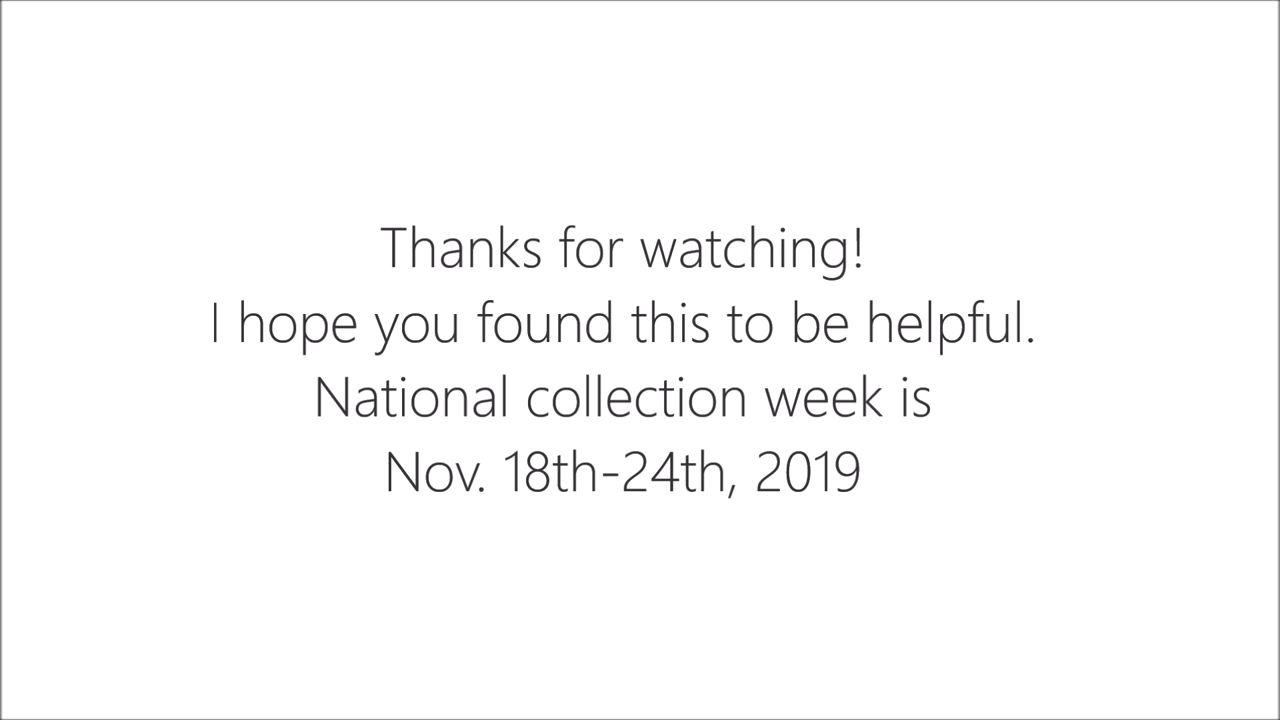 Thanks for watching!
I hope you found this to be helpful.
National collection week is
Nov. 18th-24th, 2019